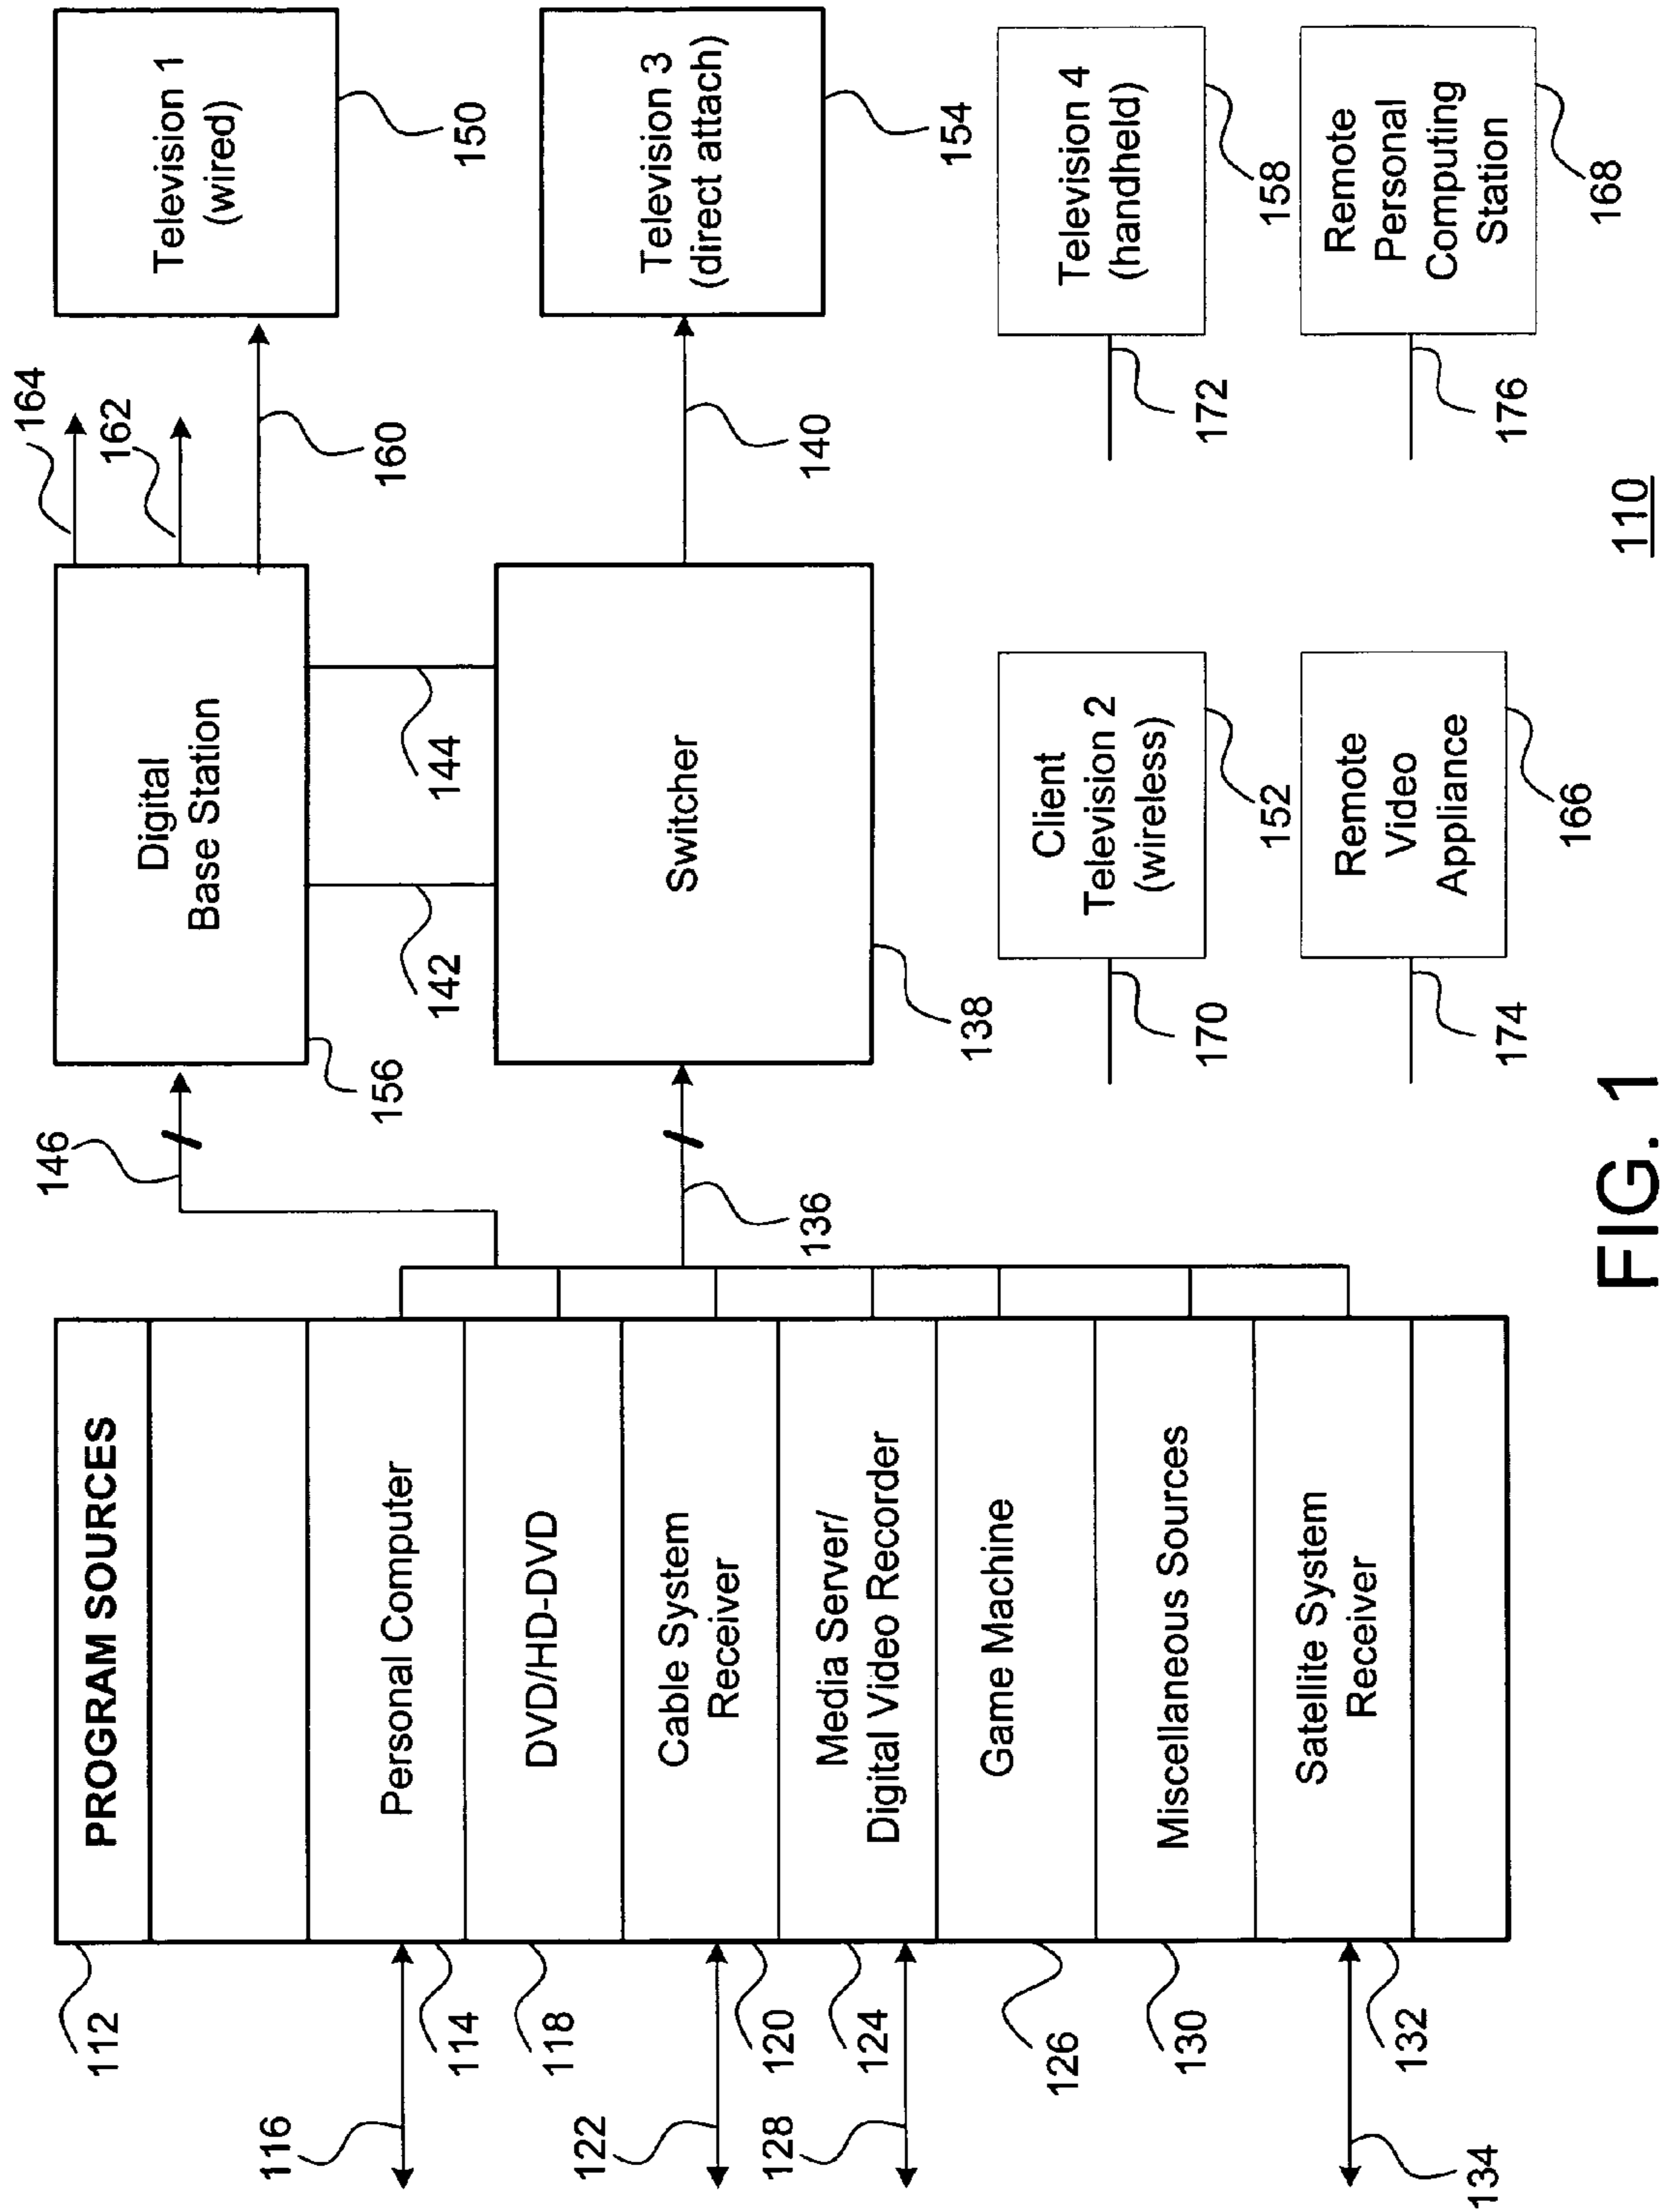 PROGRAM SOURCES
Personal Computer
DVD/HD-DVD
Cable System
Receiver
Media Server/
Digital Video Recorder
Game Machine
Miscellaneous Sources
Satellite System
Receiver
112
114
116
118
120
122
124
128
126
130
132
134
146
136
Digital
Base Station
156
142
144
Switcher
138
164
162
160
140
Television 1
(wired)
150
Television 3
(direct attach)
154
Client
Television 2
(wireless)
152
170
Television 4
(handheld)
158
172
Remote
Video
Appliance
166
174
Remote
Personal
Computing
Station
168
176
110
FIG. 1